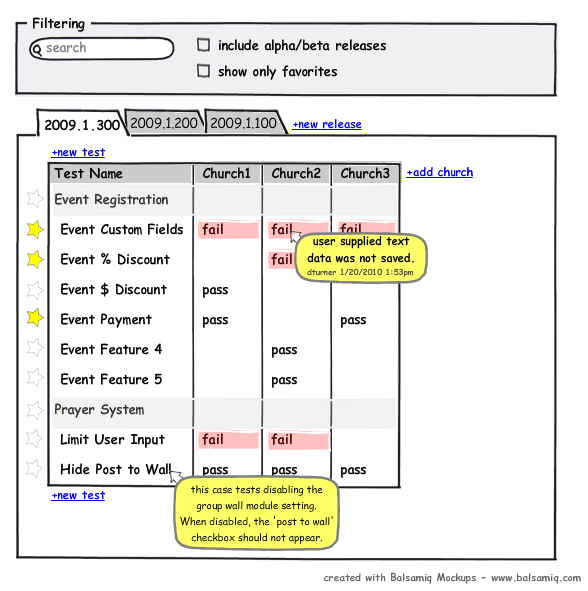 Filtering
search
include alpha/beta releases
show only favorites
2009.1.300 2009.1.200 2009.1.100 +new release
+new test
Test Name Church1 Church2 Church3 +add church
Event Registration
Event Custom Fields fail fail fail
user supplied text
data was not saved.
dturner 1/20/2010 1:53pm
Event % Discount fail
Event $ Discount pass
Event Payment pass pass
Event Feature 4 pass
Event Feature 5 pass
Prayer System
Limit User Input fail fail
Hide Post to Wall pass pass pass
this case tests disabling the
group wall module setting.
When disabled, the 'post to wall'
checkbox should not appear.
+new test
created with Balsamiq Mockups - www.balsamiq.com